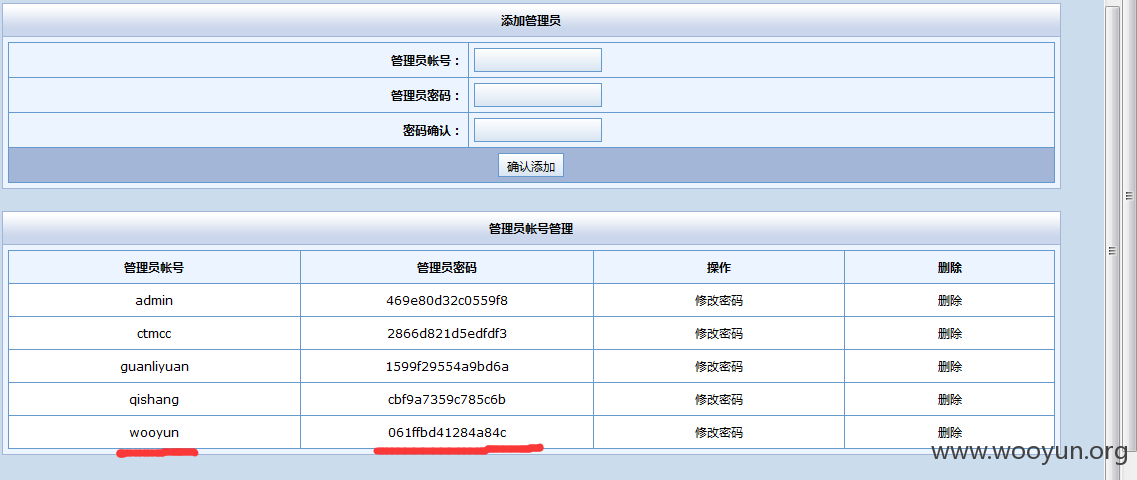 添加管理员
管理员帐号：
管理员密码：
密码确认：
确认添加
管理员帐号管理
管理员帐号 管理员密码 操作 删除
admin 469e80d32c0559f8 修改密码 删除
ctmcc 2866d821d5edfdf3 修改密码 删除
guanliyuan 1599f29554a9bd6a 修改密码 删除
qishang cbf9a7359c785c6b 修改密码 删除
wooyun 061ffbd41284a84c 修改密码 删除
www.wooyun.org